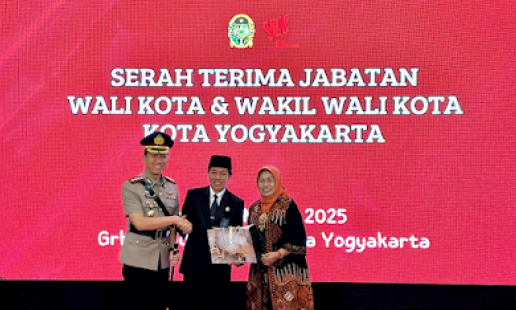 SERAH TERIMA JABATAN
WALI KOTA & WAKIL WALI KOTA
KOTA YOGYAKARTA
2025
Yogyakarta